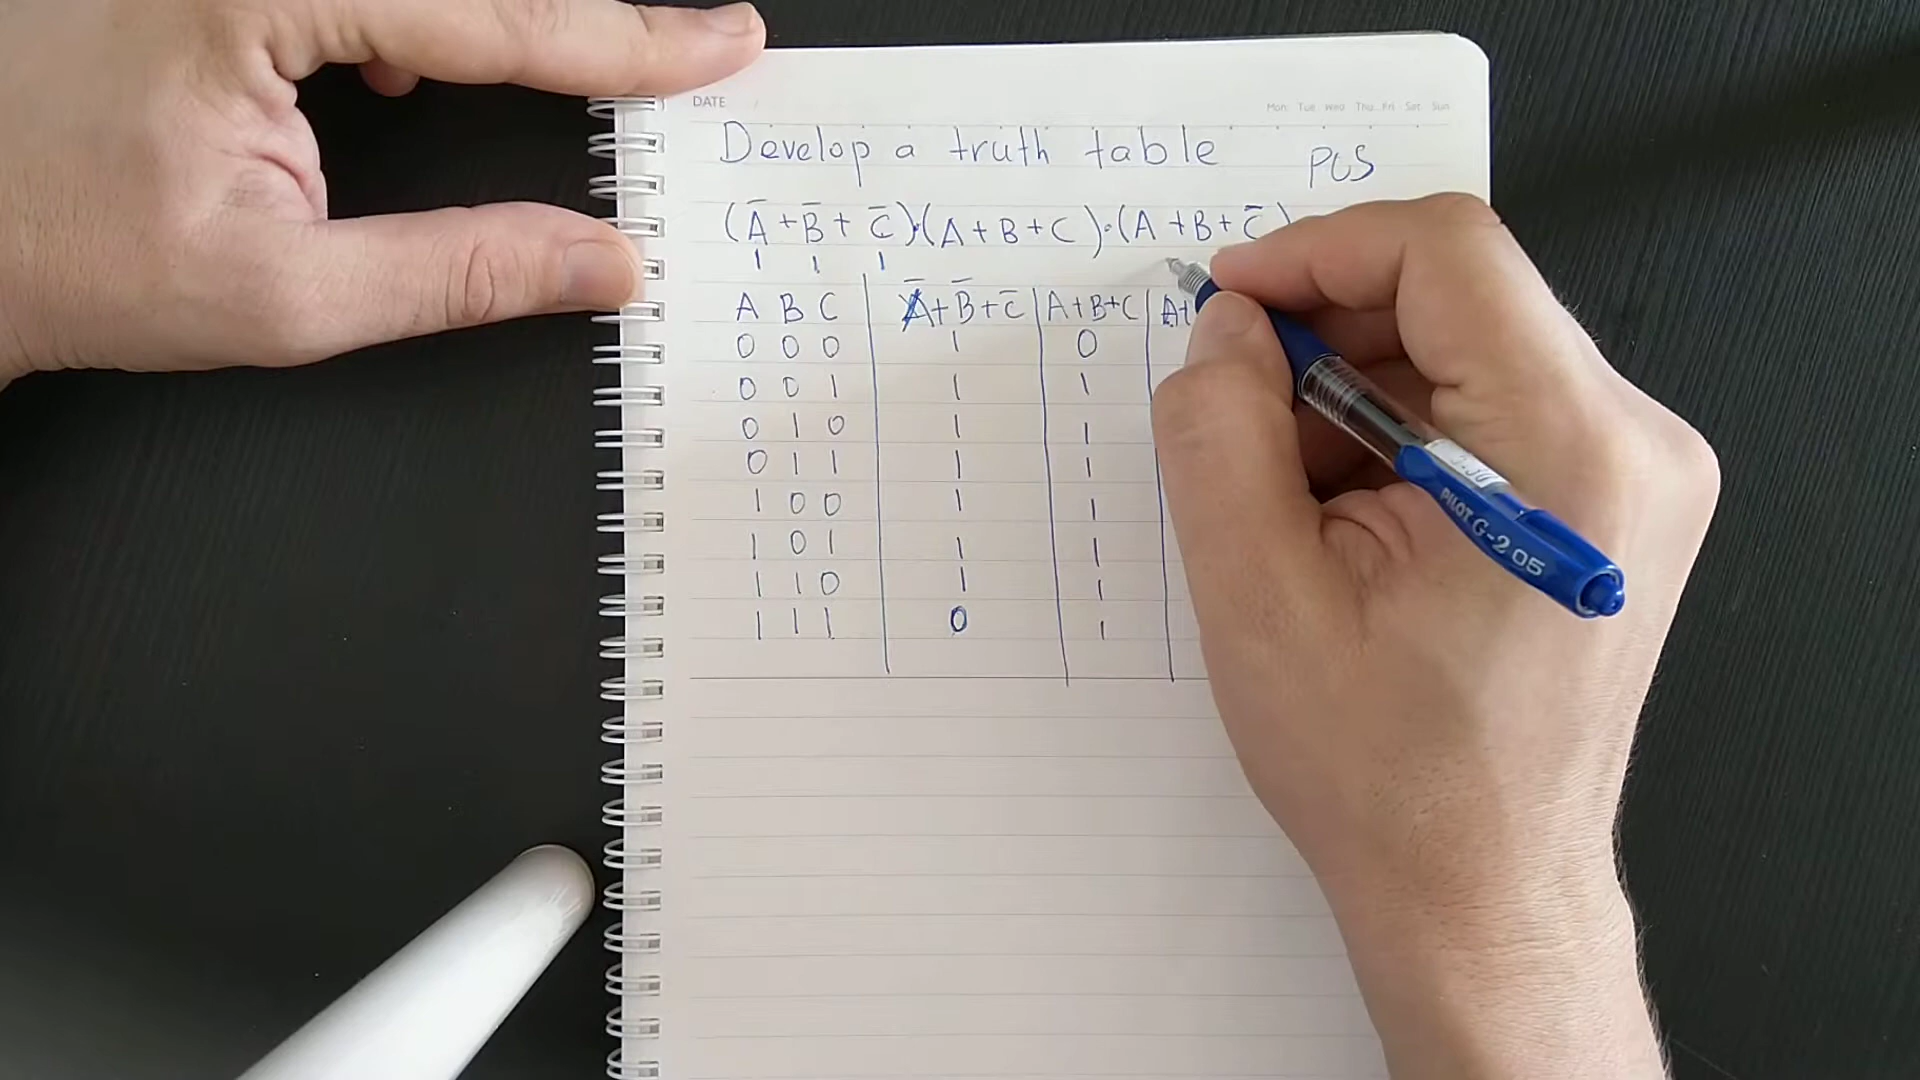 DATE /
Mon Tue Wed Thu Fri Sat Sun
Develop a truth table POS
(A̅ + B̅ + C̅)·(A + B + C)·(A + B + C̅)
1 1 1
A B C A̅ + B̅ + C̅ A + B + C A+
0 0 0 1 0
0 0 1 1 1
0 1 0 1 1
0 1 1 1 1
1 0 0 1 1
1 0 1 1 1
1 1 0 1 1
1 1 1 0 1
PILOT G-2 05